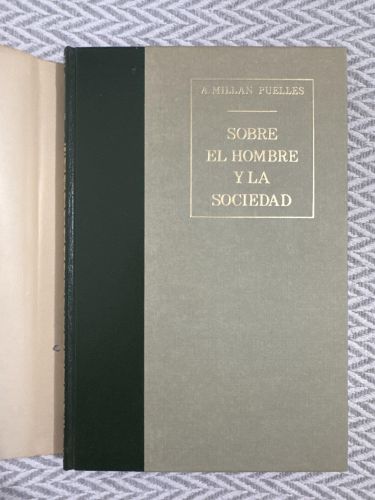 A. MILLAN PUELLES
SOBRE
EL HOMBRE
Y LA
SOCIEDAD